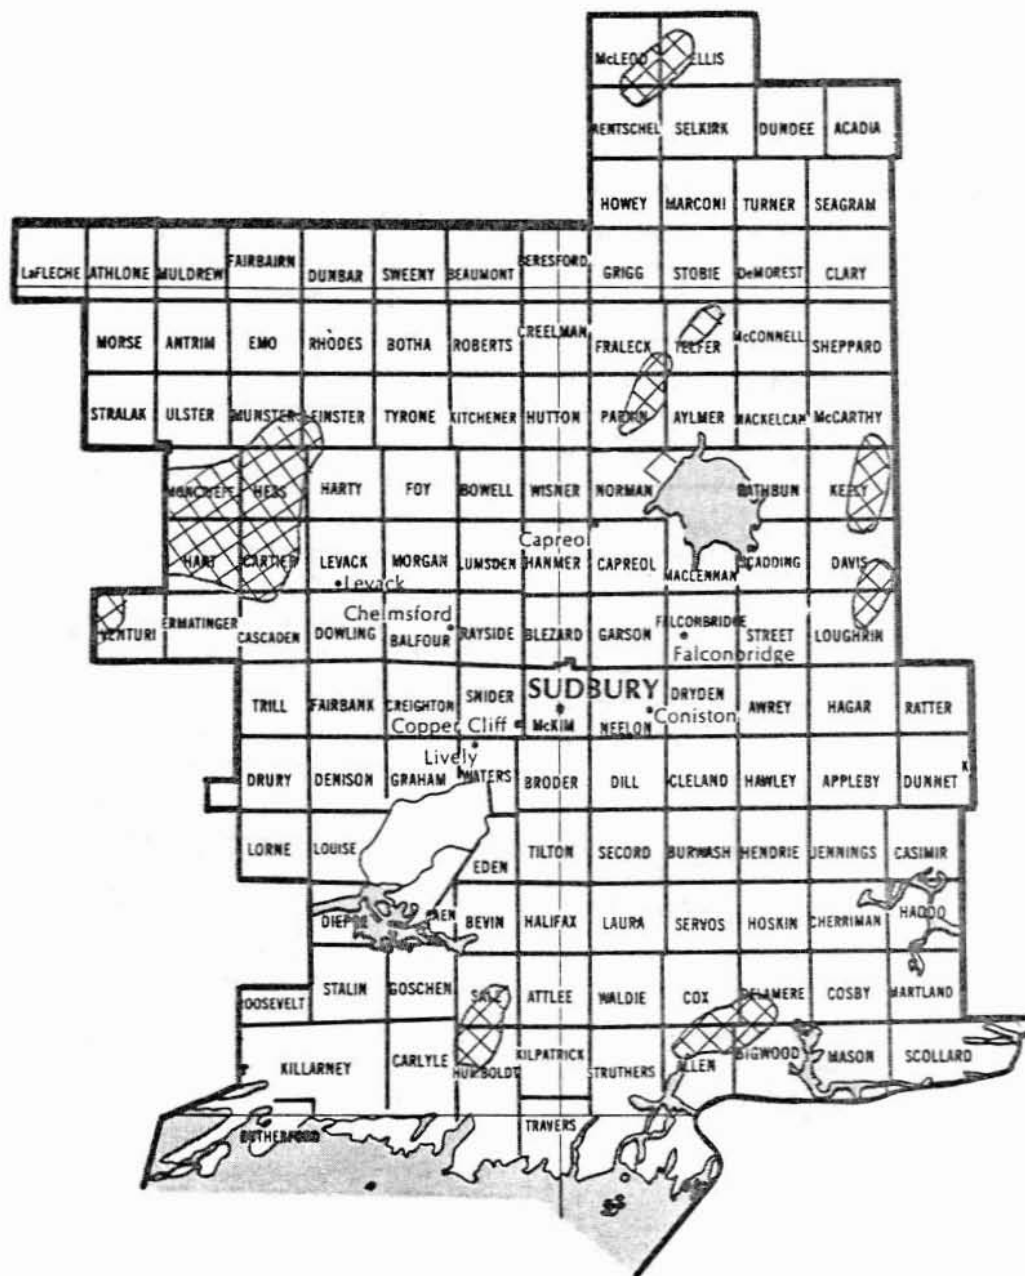 McLEOD ELLIS
SELKIRK DUNDEE ACADIA
HOWEY MARCONI TURNER SEAGRAM
LaFLECHE ATHLONE MULDREW FAIRBAIRN DUNBAR SWEENY BEAUMONT BERESFORD GRIGG STOBIE DeMOREST CLARY
MORSE ANTRIM EMO RHODES BOTHA ROBERTS CREELMAN FRALECK TELFER McCONNELL SHEPPARD
STRALAK ULSTER MUNSTER LEINSTER TYRONE KITCHENER HUTTON PARKIN AYLMER MACKELCAN McCARTHY
MONCRIEFF HESS HARTY FOY BOWELL WISNER NORMAN RATHBUN KELLY
Capreol
HART CARTIER LEVACK MORGAN LUMSDEN HANMER CAPREOL MACLENNAN SCADDING DAVIS
Levack
Chelmsford
VENTURI ERMATINGER CASCADEN DOWLING BALFOUR RAYSIDE BLEZARD GARSON FALCONBRIDGE STREET LOUGHRIN
Falconbridge
SUDBURY
TRILL FAIRBANK CREIGHTON SNIDER McKIM NEELON DRYDEN AWREY HAGAR RATTER
Copper Cliff Coniston
Lively
DRURY DENISON GRAHAM WATERS BRODER DILL CLELAND HAWLEY APPLEBY DUNNET
LORNE LOUISE EDEN TILTON SECORD BURWASH HENDRIE JENNINGS CASIMIR
BEVIN HALIFAX LAURA SERVOS HOSKIN CHERRIMAN HADDO
ROOSEVELT STALIN GOSCHEN SALE ATTLEE WALDIE COX DELAMERE COSBY MARTLAND
KILLARNEY CARLYLE HUMBOLDT KILPATRICK STRUTHERS ALLEN BIGWOOD MASON SCOLLARD
RUTHERFORD TRAVERS